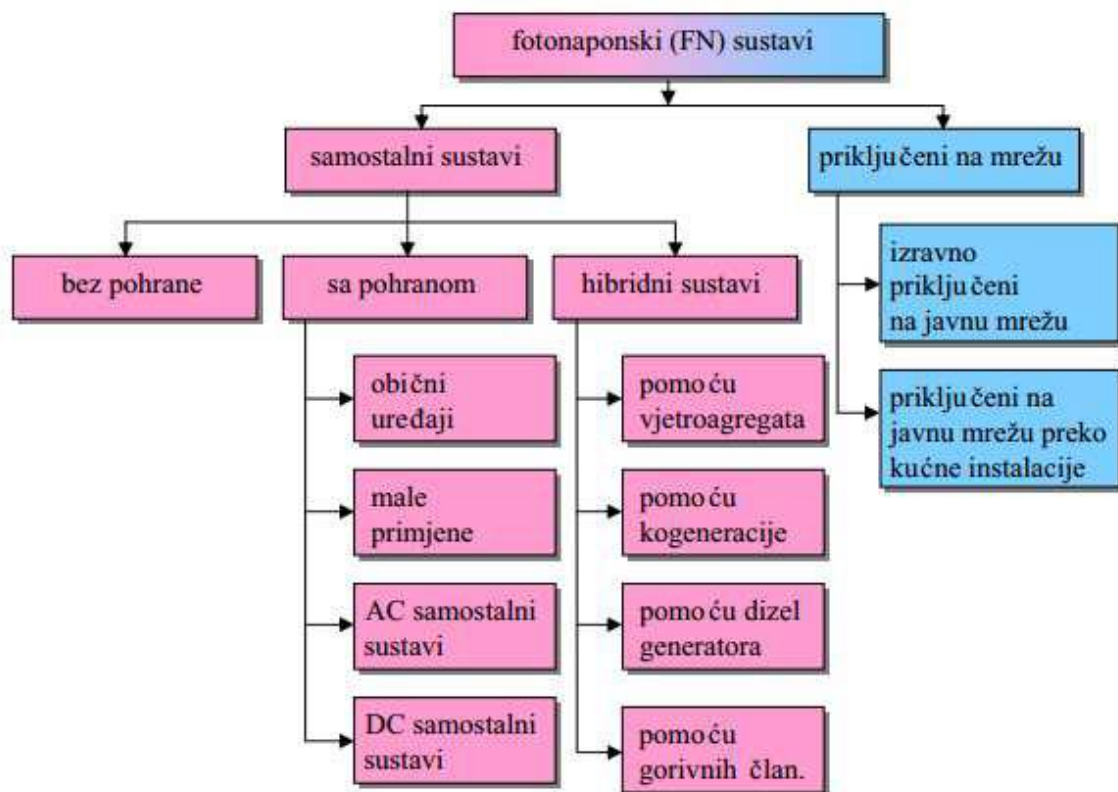 fotonaponski (FN) sustavi
samostalni sustavi
priključeni na mrežu
bez pohrane
sa pohranom
hibridni sustavi
izravno
priključeni
na javnu mrežu
obični
uređaji
pomoću
vjetroagregata
priključeni na
javnu mrežu preko
kućne instalacije
male
primjene
pomoću
kogeneracije
AC samostalni
sustavi
pomoću dizel
generatora
DC samostalni
sustavi
pomoću
gorivnih član.